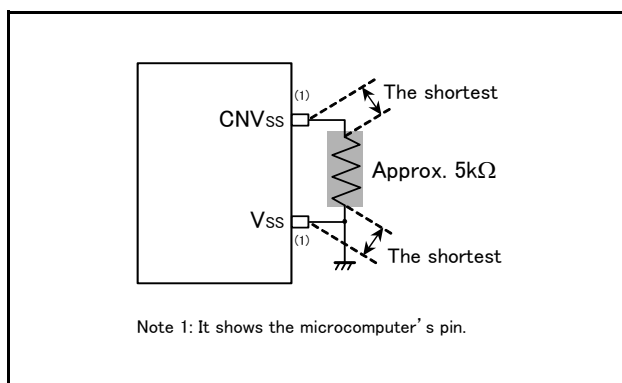 (1)
The shortest
CNVss
Approx. 5kΩ
Vss
(1)
The shortest
Note 1: It shows the microcomputer's pin.